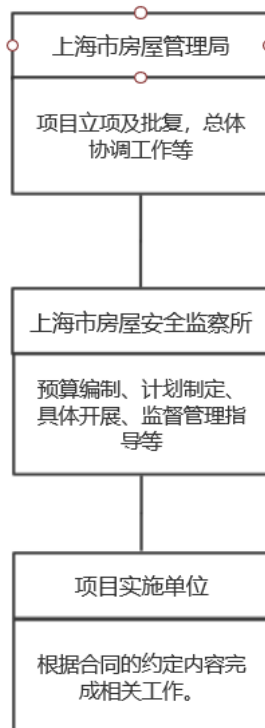 上海市房屋管理局
项目立项及批复，总体
协调工作等
上海市房屋安全监察所
预算编制、计划制定、
具体开展、监督管理指
导等
项目实施单位
根据合同的约定内容完
成相关工作。